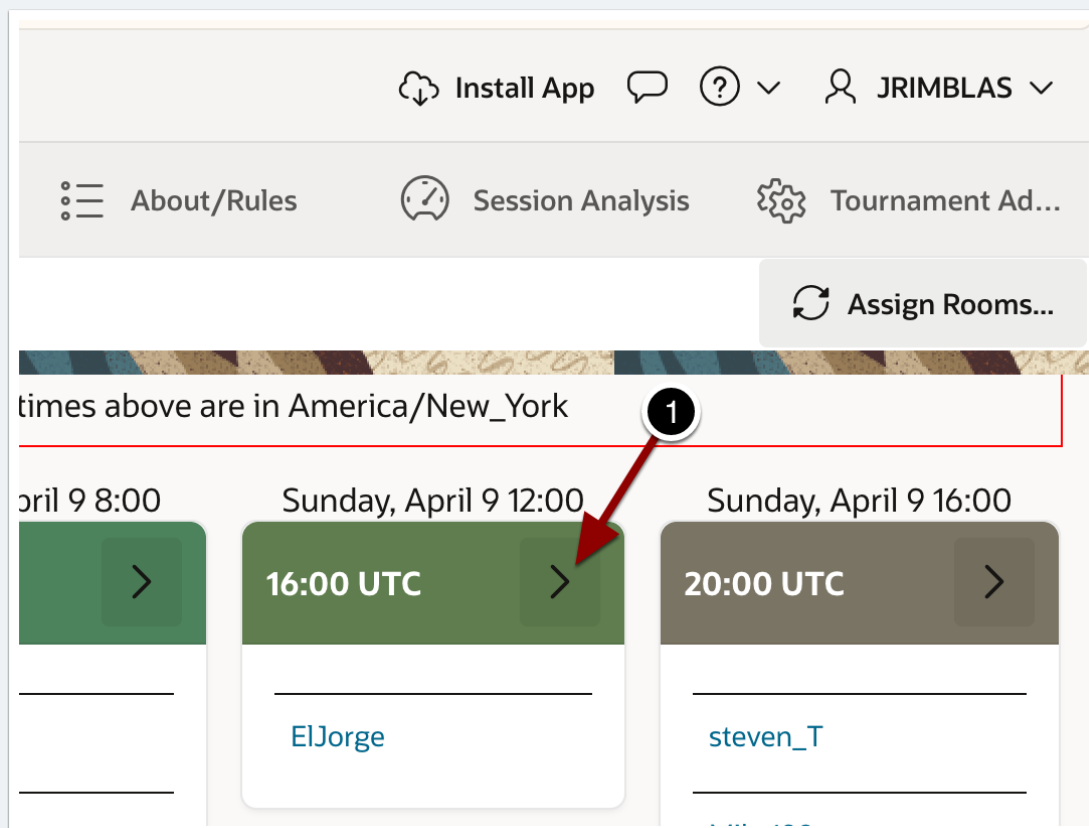 Install App
JRIMBLAS
About/Rules
Session Analysis
Tournament Ad...
Assign Rooms...
times above are in America/New_York
1
pril 9 8:00
Sunday, April 9 12:00
Sunday, April 9 16:00
16:00 UTC
20:00 UTC
ElJorge
steven_T